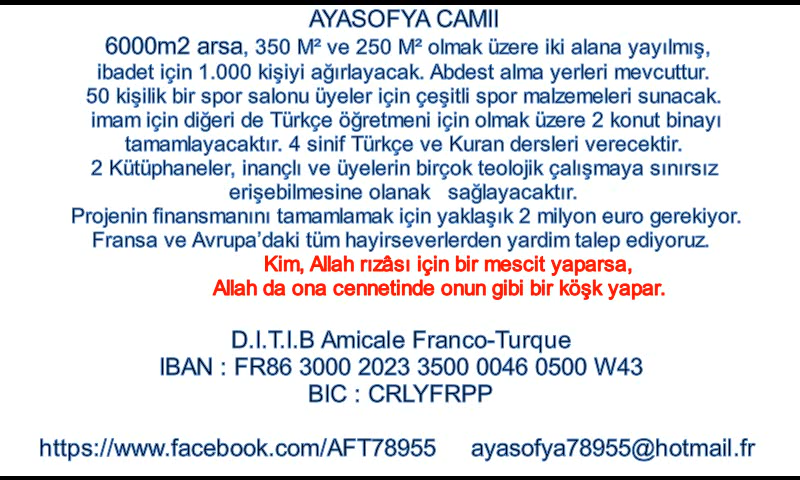 AYASOFYA CAMII
6000m2 arsa, 350 M² ve 250 M² olmak üzere iki alana yayılmış,
ibadet için 1.000 kişiyi ağırlayacak. Abdest alma yerleri mevcuttur.
50 kişilik bir spor salonu üyeler için çeşitli spor malzemeleri sunacak.
imam için diğeri de Türkçe öğretmeni için olmak üzere 2 konut binayı
tamamlayacaktır. 4 sinif Türkçe ve Kuran dersleri verecektir.
2 Kütüphaneler, inançlı ve üyelerin birçok teolojik çalışmaya sınırsız
erişebilmesine olanak sağlayacaktır.
Projenin finansmanını tamamlamak için yaklaşık 2 milyon euro gerekiyor.
Fransa ve Avrupa'daki tüm hayirseverlerden yardim talep ediyoruz.
Kim, Allah rızâsı için bir mescit yaparsa,
Allah da ona cennetinde onun gibi bir köşk yapar.
D.I.T.I.B Amicale Franco-Turque
IBAN : FR86 3000 2023 3500 0046 0500 W43
BIC : CRLYFRPP
https://www.facebook.com/AFT78955 ayasofya78955@hotmail.fr